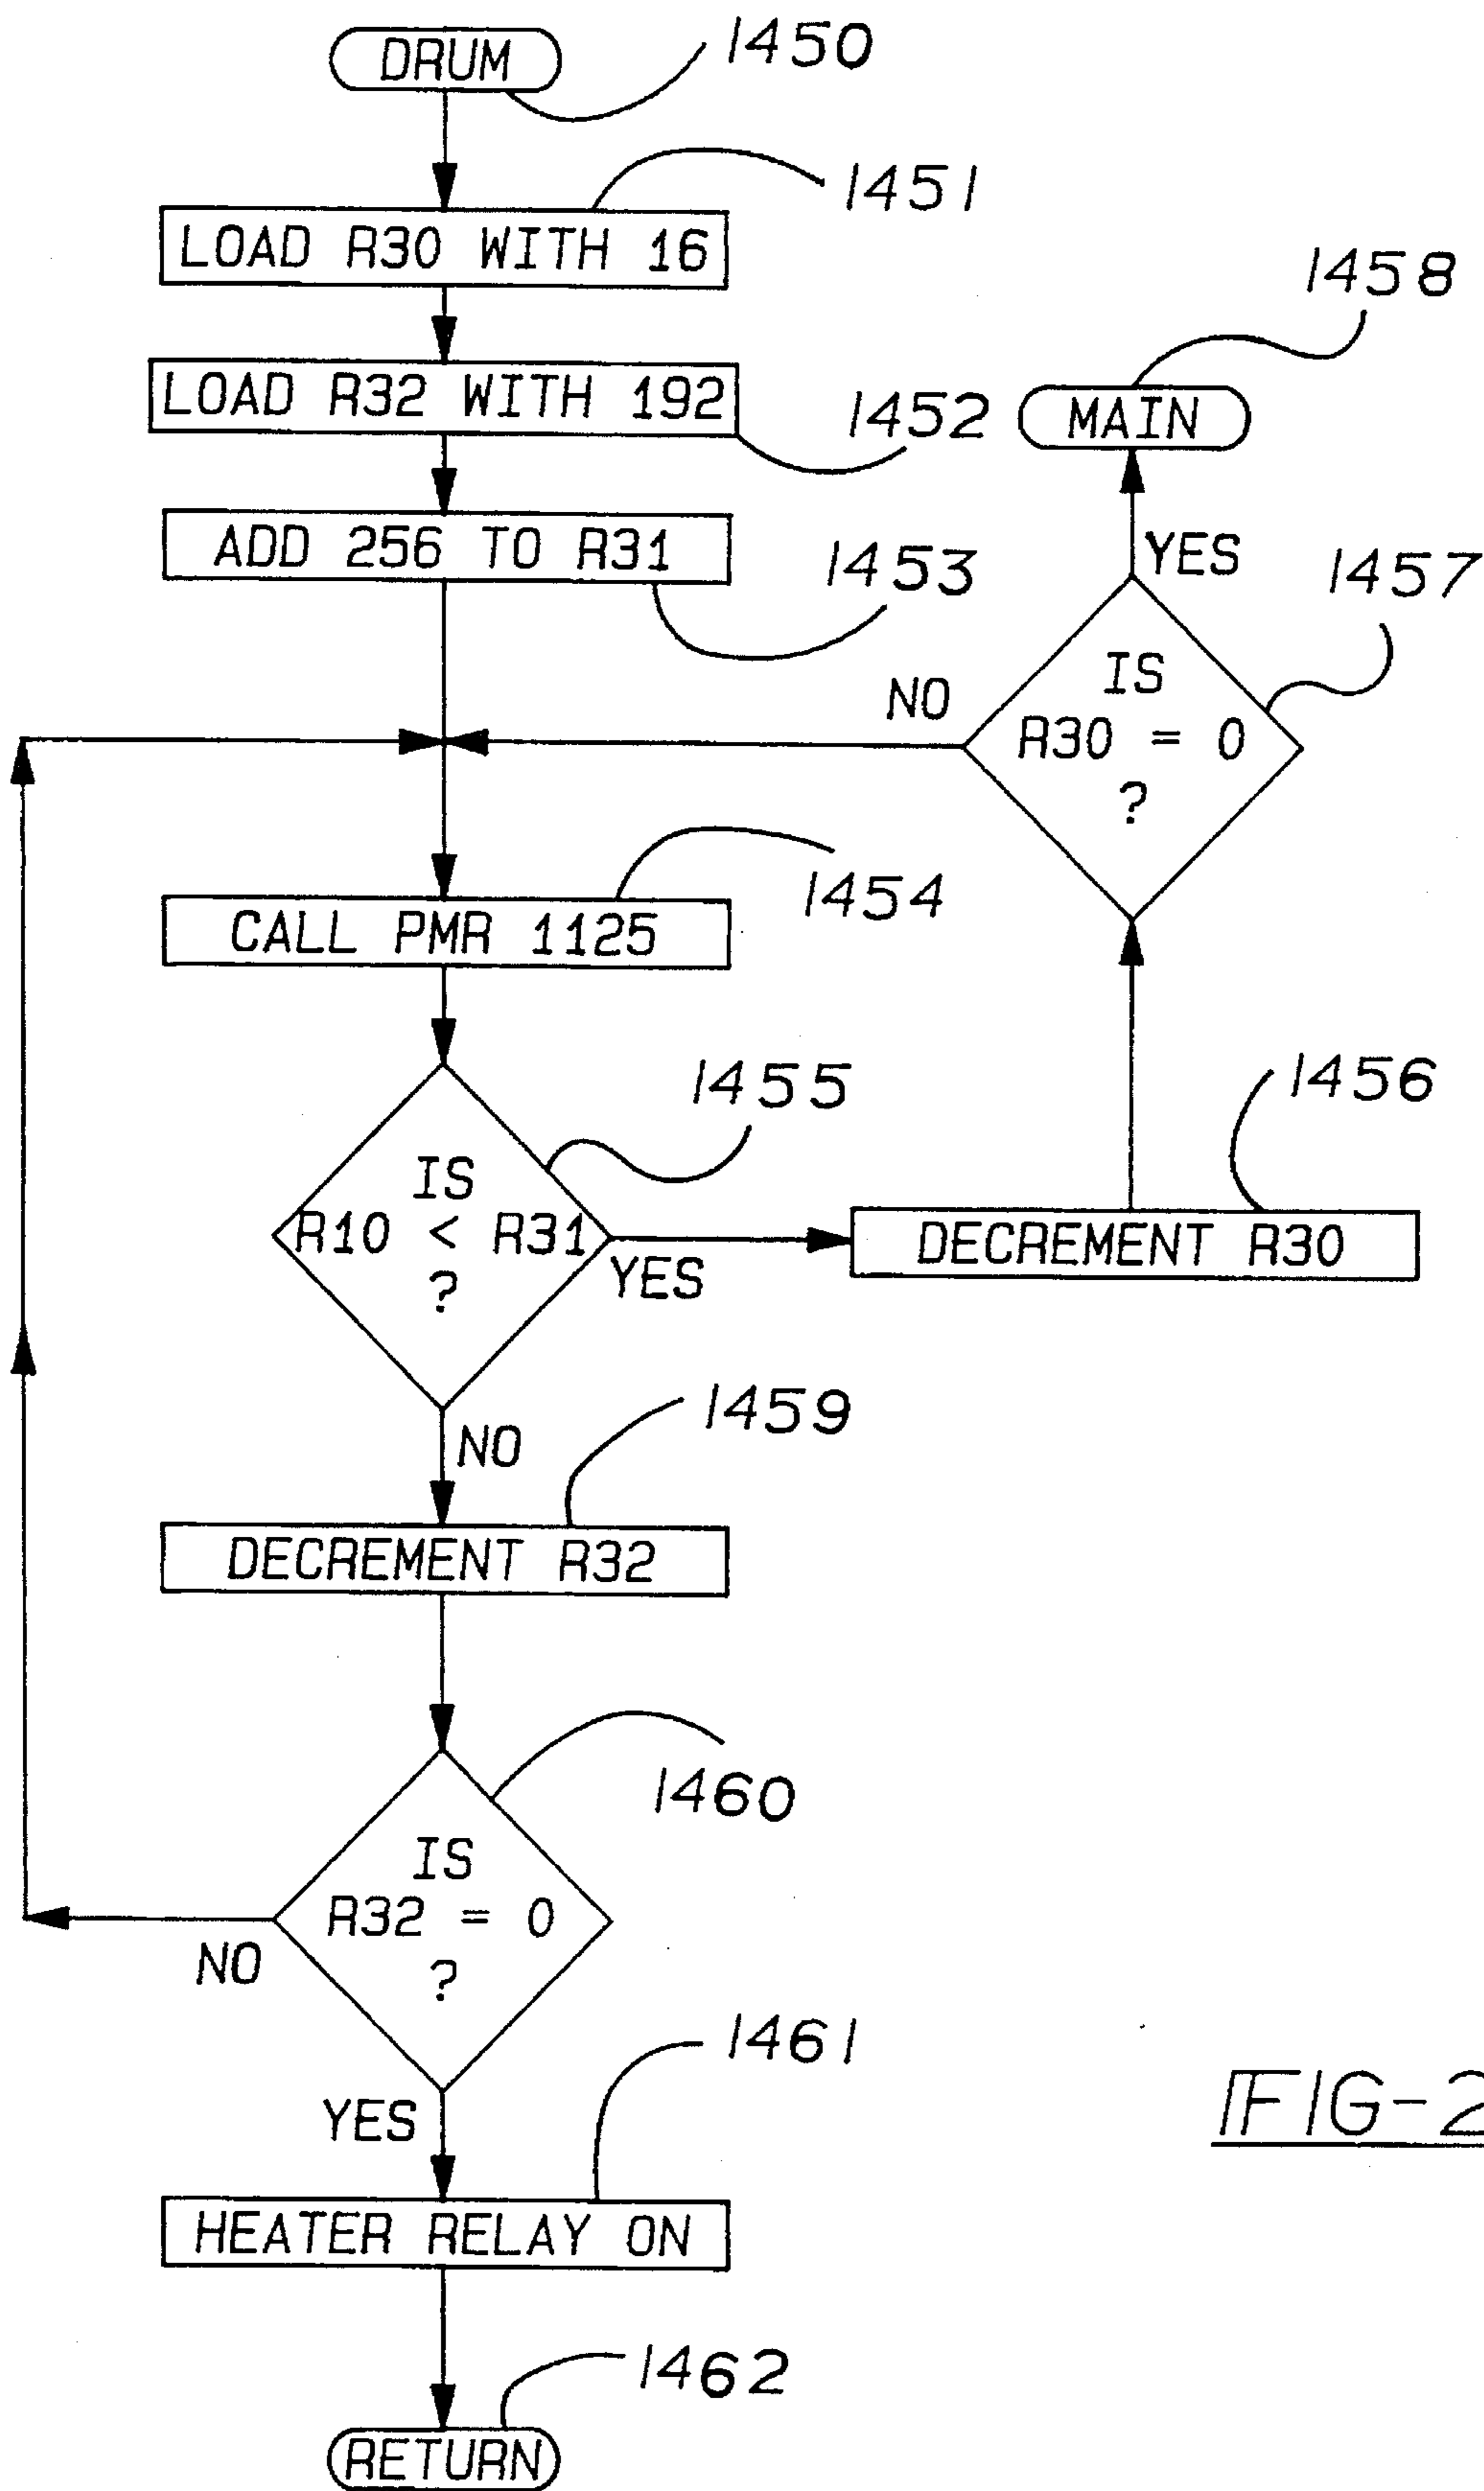 DRUM
1450
1451
LOAD R30 WITH 16
1458
LOAD R32 WITH 192
1452
MAIN
ADD 256 TO R31
1453
YES
1457
IS
R30 = 0
?
NO
1454
CALL PMR 1125
1455
1456
IS
R10 < R31
?
YES
DECREMENT R30
1459
NO
DECREMENT R32
1460
IS
R32 = 0
?
NO
1461
YES
FIG-2
HEATER RELAY ON
1462
RETURN